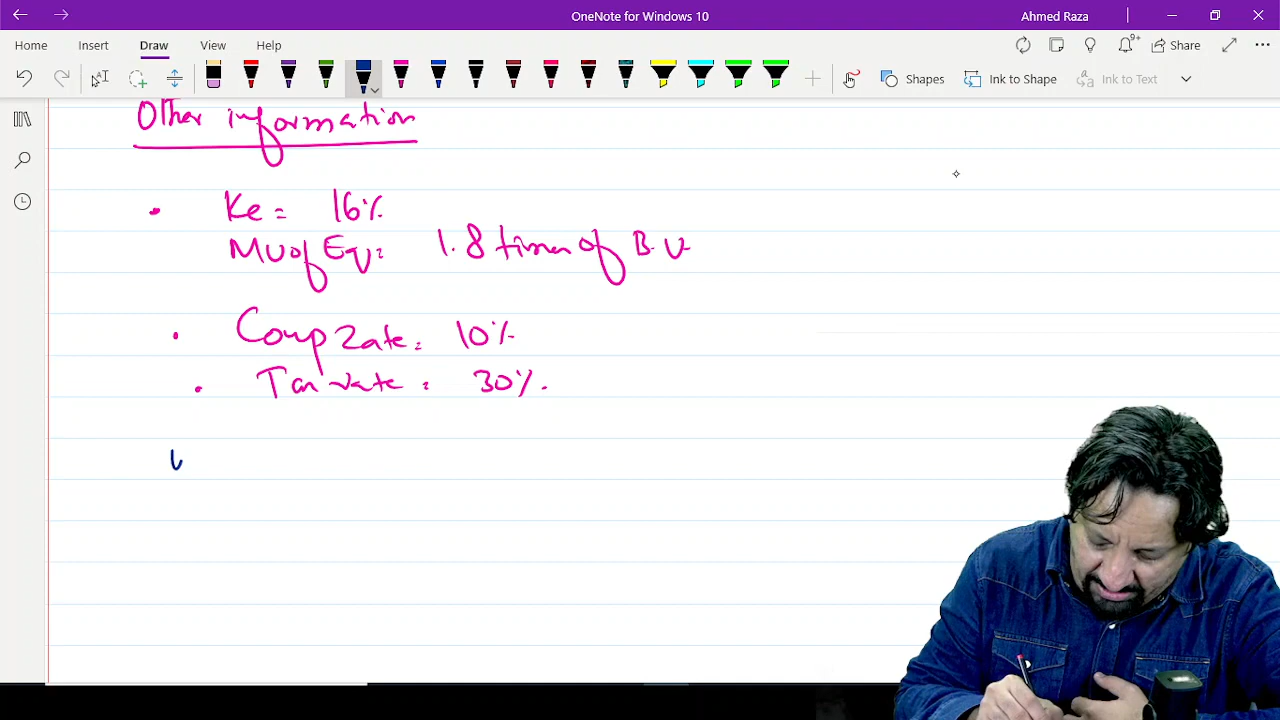 OneNote for Windows 10
Ahmed Raza
Home Insert Draw View Help
Share
Shapes Ink to Shape Ink to Text
Other information
• Ke = 16%
MV of Eq = 1.8 times of B.V
• Coup Rate = 10%
• Tax rate = 30%.